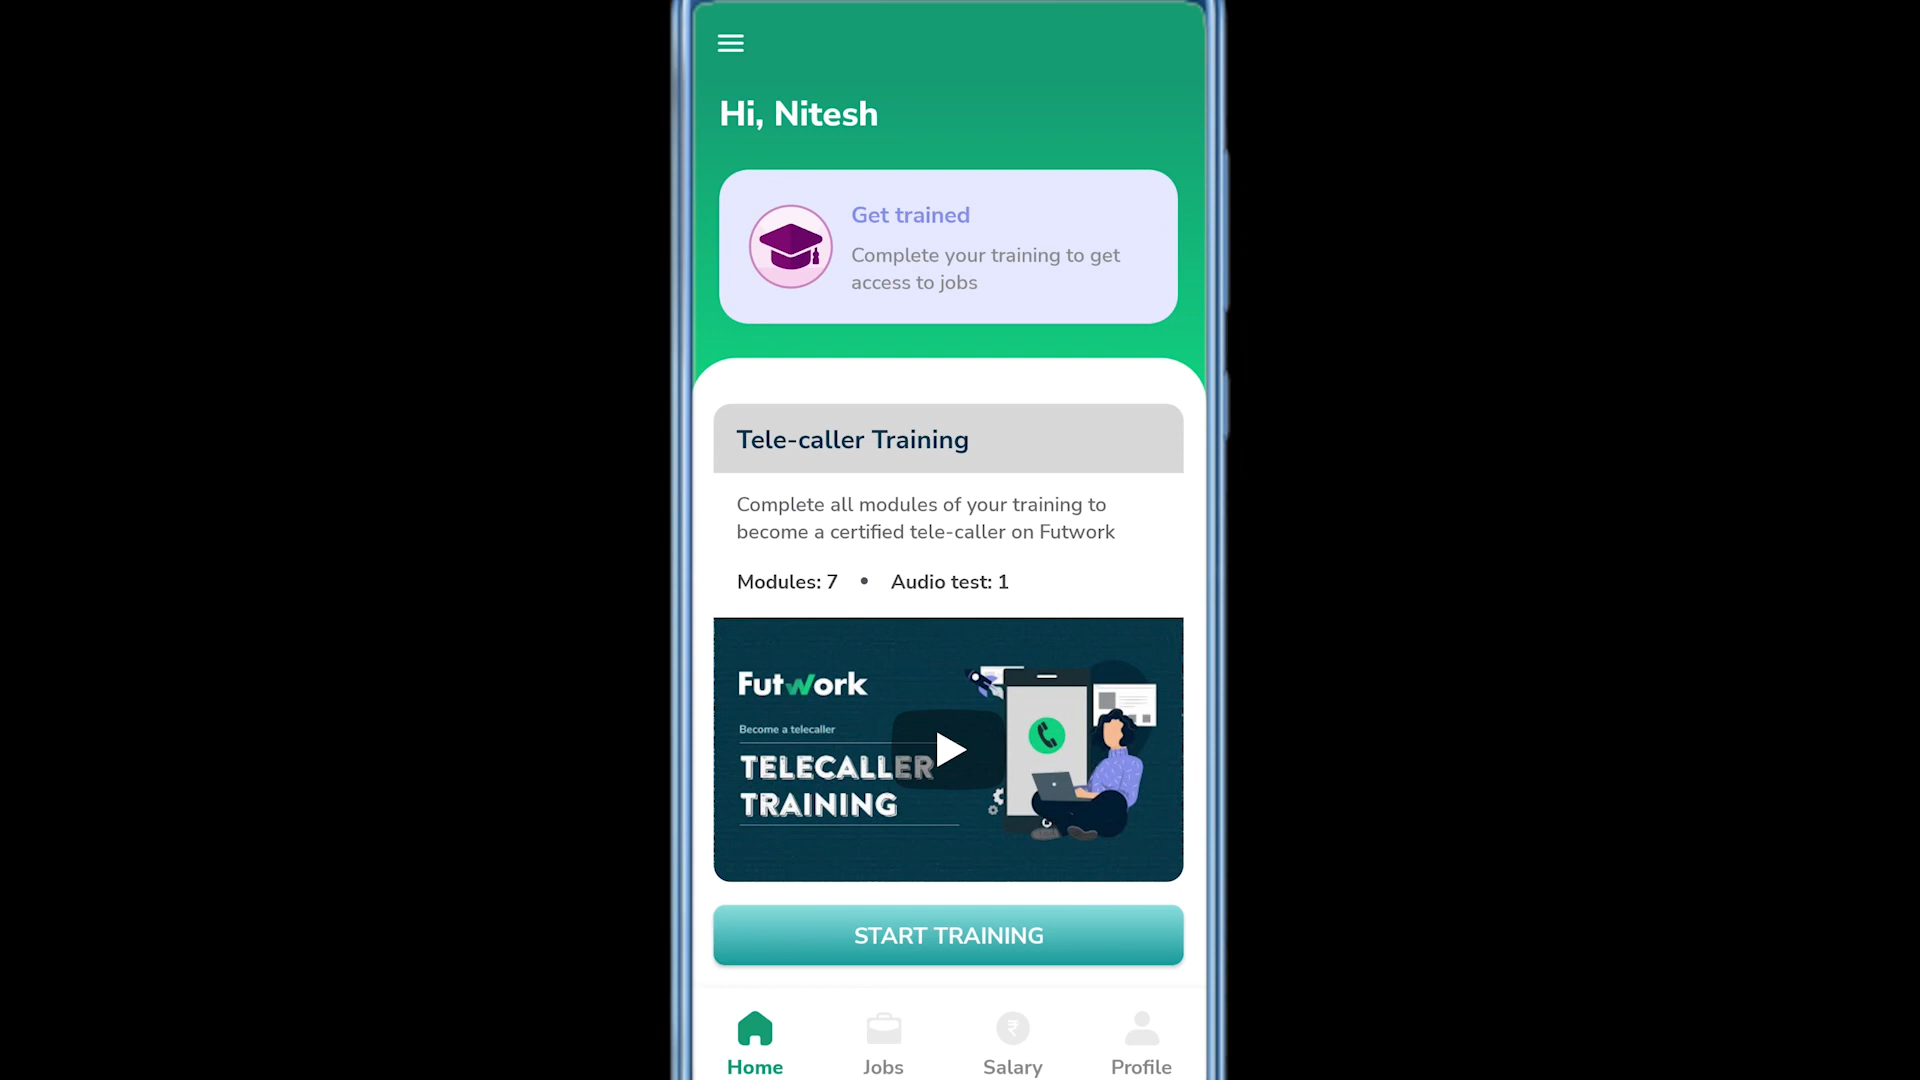 Hi, Nitesh
Get trained
Complete your training to get
access to jobs
Tele-caller Training
Complete all modules of your training to
become a certified tele-caller on Futwork
Modules: 7 • Audio test: 1
Futwork
Become a telecaller
TELECALLER
TRAINING
START TRAINING
Home Jobs Salary Profile